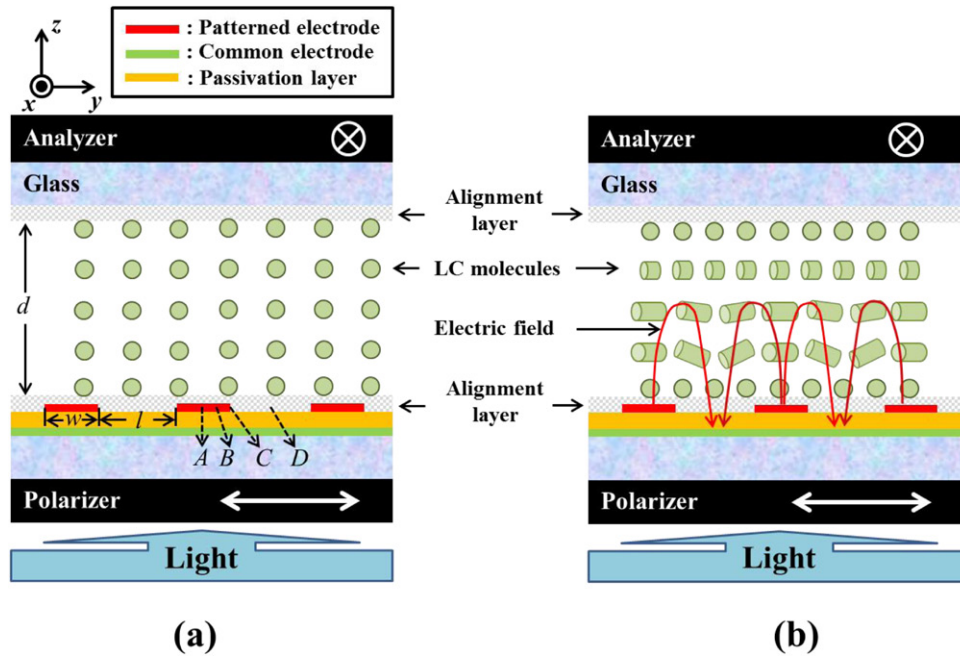 z
x
y
: Patterned electrode
: Common electrode
: Passivation layer
Analyzer
Glass
d
w
l
A
B
C
D
Polarizer
Light
(a)
Alignment
layer
LC molecules
Electric field
Alignment
layer
Analyzer
Glass
Polarizer
Light
(b)